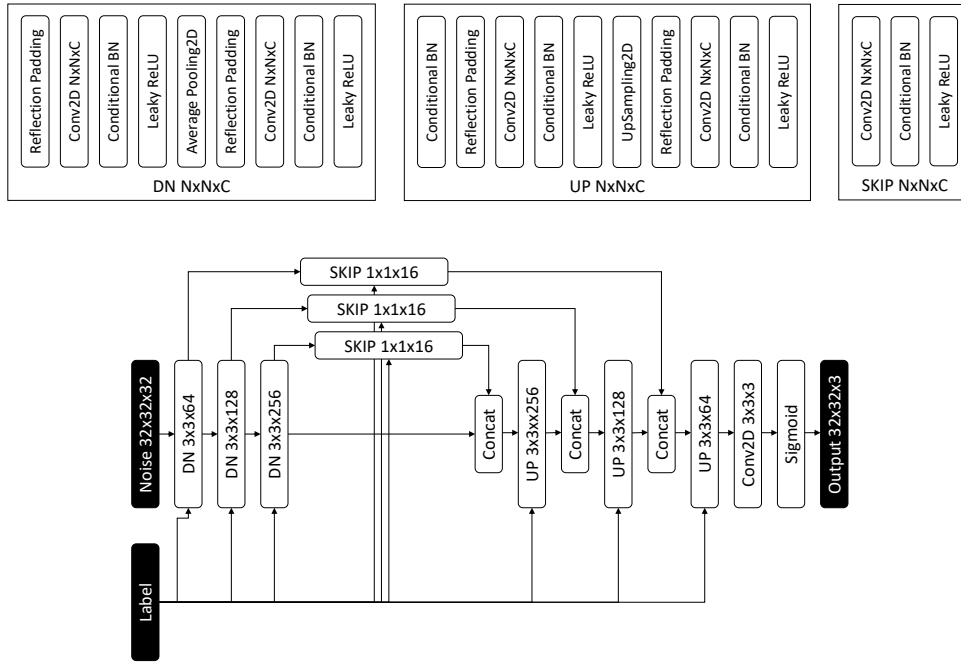 Reflection Padding
Conv2D NxNxC
Conditional BN
Leaky ReLU
Average Pooling2D
Reflection Padding
Conv2D NxNxC
Conditional BN
Leaky ReLU
DN NxNxC
Conditional BN
Reflection Padding
Conv2D NxNxC
Conditional BN
Leaky ReLU
UpSampling2D
Reflection Padding
Conv2D NxNxC
Conditional BN
Leaky ReLU
UP NxNxC
Conv2D NxNxC
Conditional BN
Leaky ReLU
SKIP NxNxC
SKIP 1x1x16
SKIP 1x1x16
SKIP 1x1x16
Noise 32x32x32
DN 3x3x64
DN 3x3x128
DN 3x3x256
Concat
UP 3x3xx256
Concat
UP 3x3x128
Concat
UP 3x3x64
Conv2D 3x3x3
Sigmoid
Output 32x32x3
Label